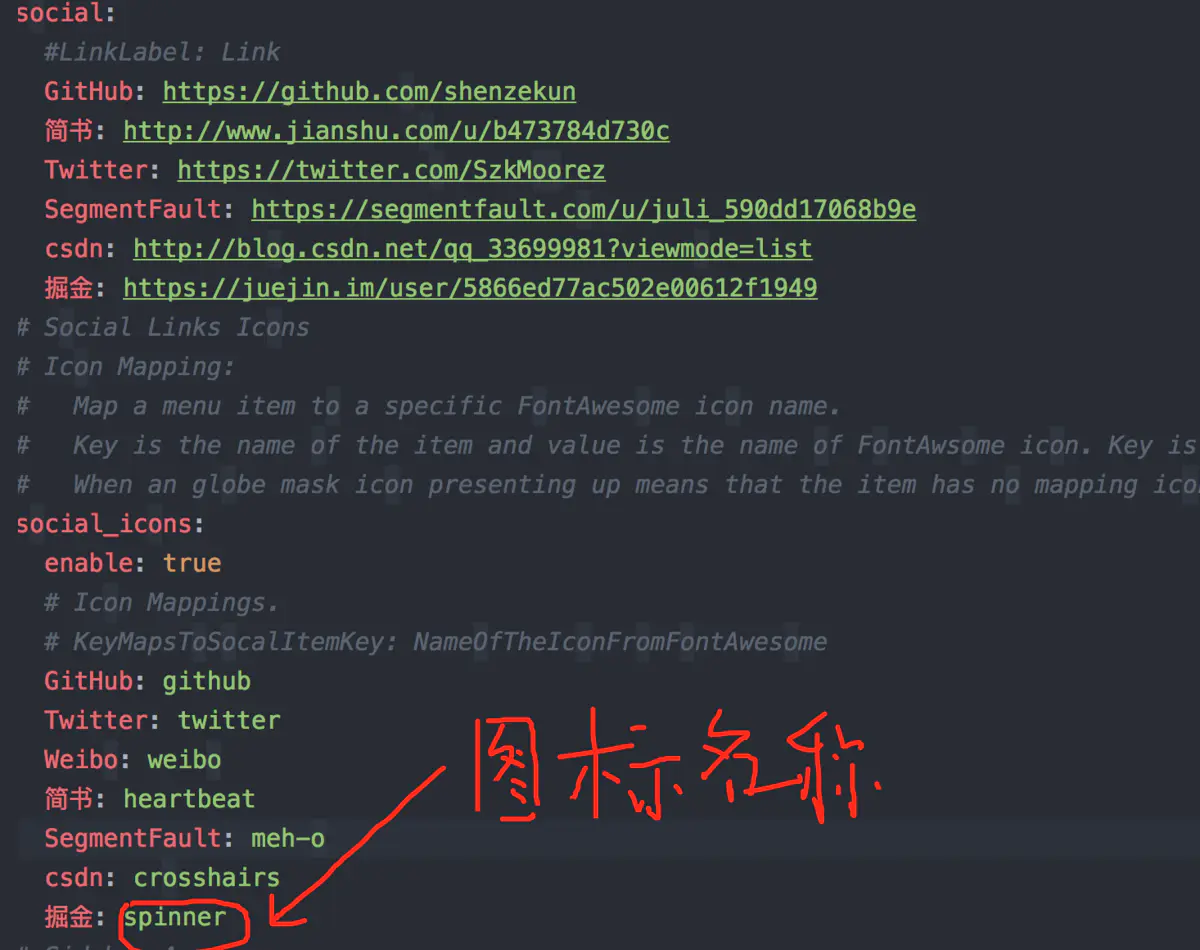 social:
#LinkLabel: Link
GitHub: https://github.com/shenzekun
简书: http://www.jianshu.com/u/b473784d730c
Twitter: https://twitter.com/SzkMoorez
SegmentFault: https://segmentfault.com/u/juli_590dd17068b9e
csdn: http://blog.csdn.net/qq_33699981?viewmode=list
掘金: https://juejin.im/user/5866ed77ac502e00612f1949
# Social Links Icons
# Icon Mapping:
#   Map a menu item to a specific FontAwesome icon name.
#   Key is the name of the item and value is the name of FontAwsome icon. Key is
#   When an globe mask icon presenting up means that the item has no mapping ico
social_icons:
enable: true
# Icon Mappings.
# KeyMapsToSocalItemKey: NameOfTheIconFromFontAwesome
GitHub: github
Twitter: twitter
Weibo: weibo
图标名称
简书: heartbeat
SegmentFault: meh-o
csdn: crosshairs
掘金: spinner